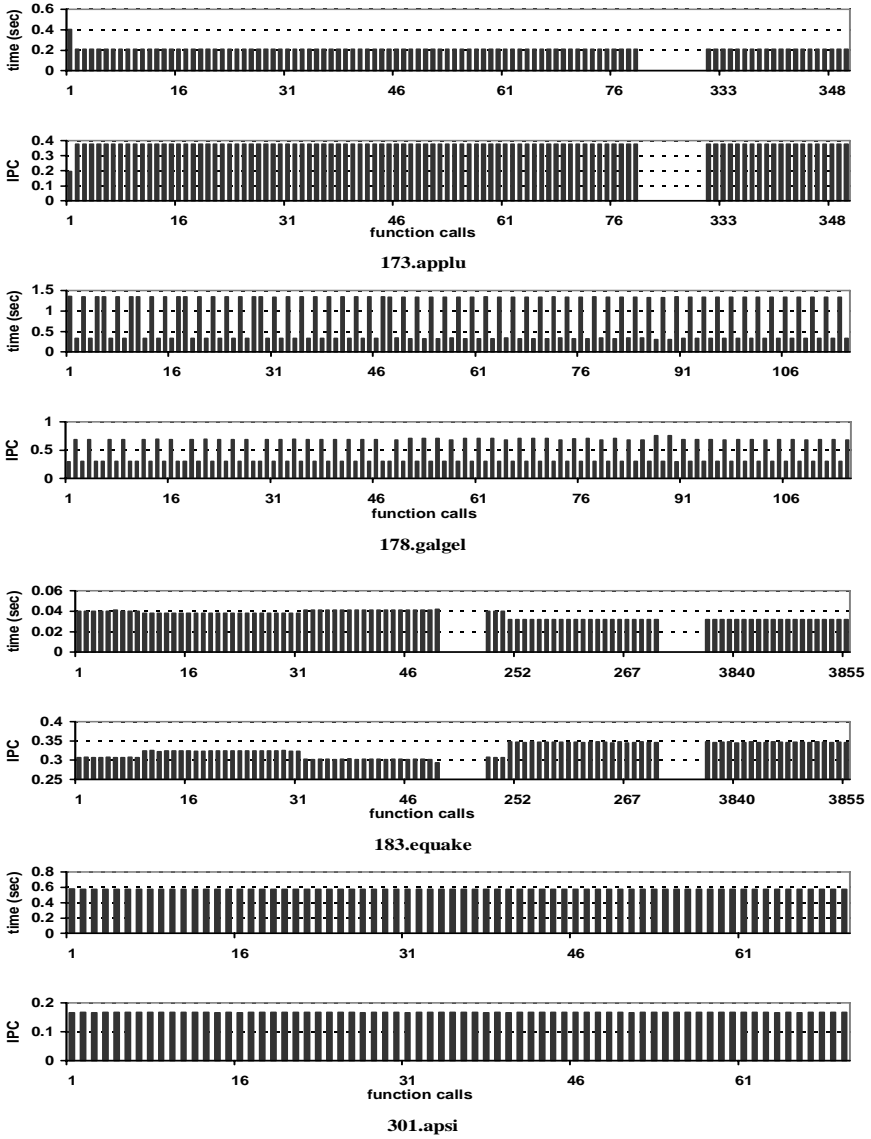 time (sec)
0.6
0.4
0.2
0
1 16 31 46 61 76 333 348
IPC
0.4
0.3
0.2
0.1
0
1 16 31 46 61 76 333 348
function calls
173.applu
time (sec)
1.5
1
0.5
0
1 16 31 46 61 76 91 106
IPC
1
0.5
0
1 16 31 46 61 76 91 106
function calls
178.galgel
time (sec)
0.06
0.04
0.02
0
1 16 31 46 252 267 3840 3855
IPC
0.4
0.35
0.3
0.25
1 16 31 46 252 267 3840 3855
function calls
183.equake
time (sec)
0.8
0.6
0.4
0.2
0
1 16 31 46 61
IPC
0.2
0.1
0
1 16 31 46 61
function calls
301.apsi